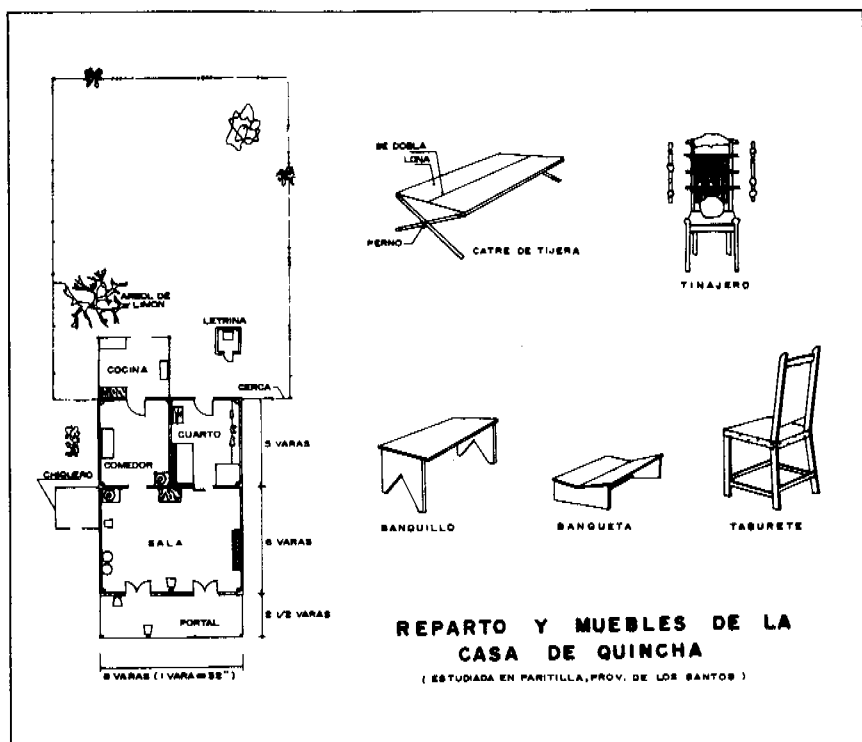 SE DOBLA
LONA
PERNO
CATRE DE TIJERA
TINAJERO
ARBOL DE
LIMON
LETRINA
COCINA
CERCA
CUARTO
5 VARAS
COMEDOR
CHIQUERO
SALA
6 VARAS
PORTAL
2 1/2 VARAS
8 VARAS (1 VARA = 32")
BANQUILLO
BANQUETA
TABURETE
REPARTO Y MUEBLES DE LA
CASA DE QUINCHA
( ESTUDIADA EN PARITILLA, PROV. DE LOS SANTOS )